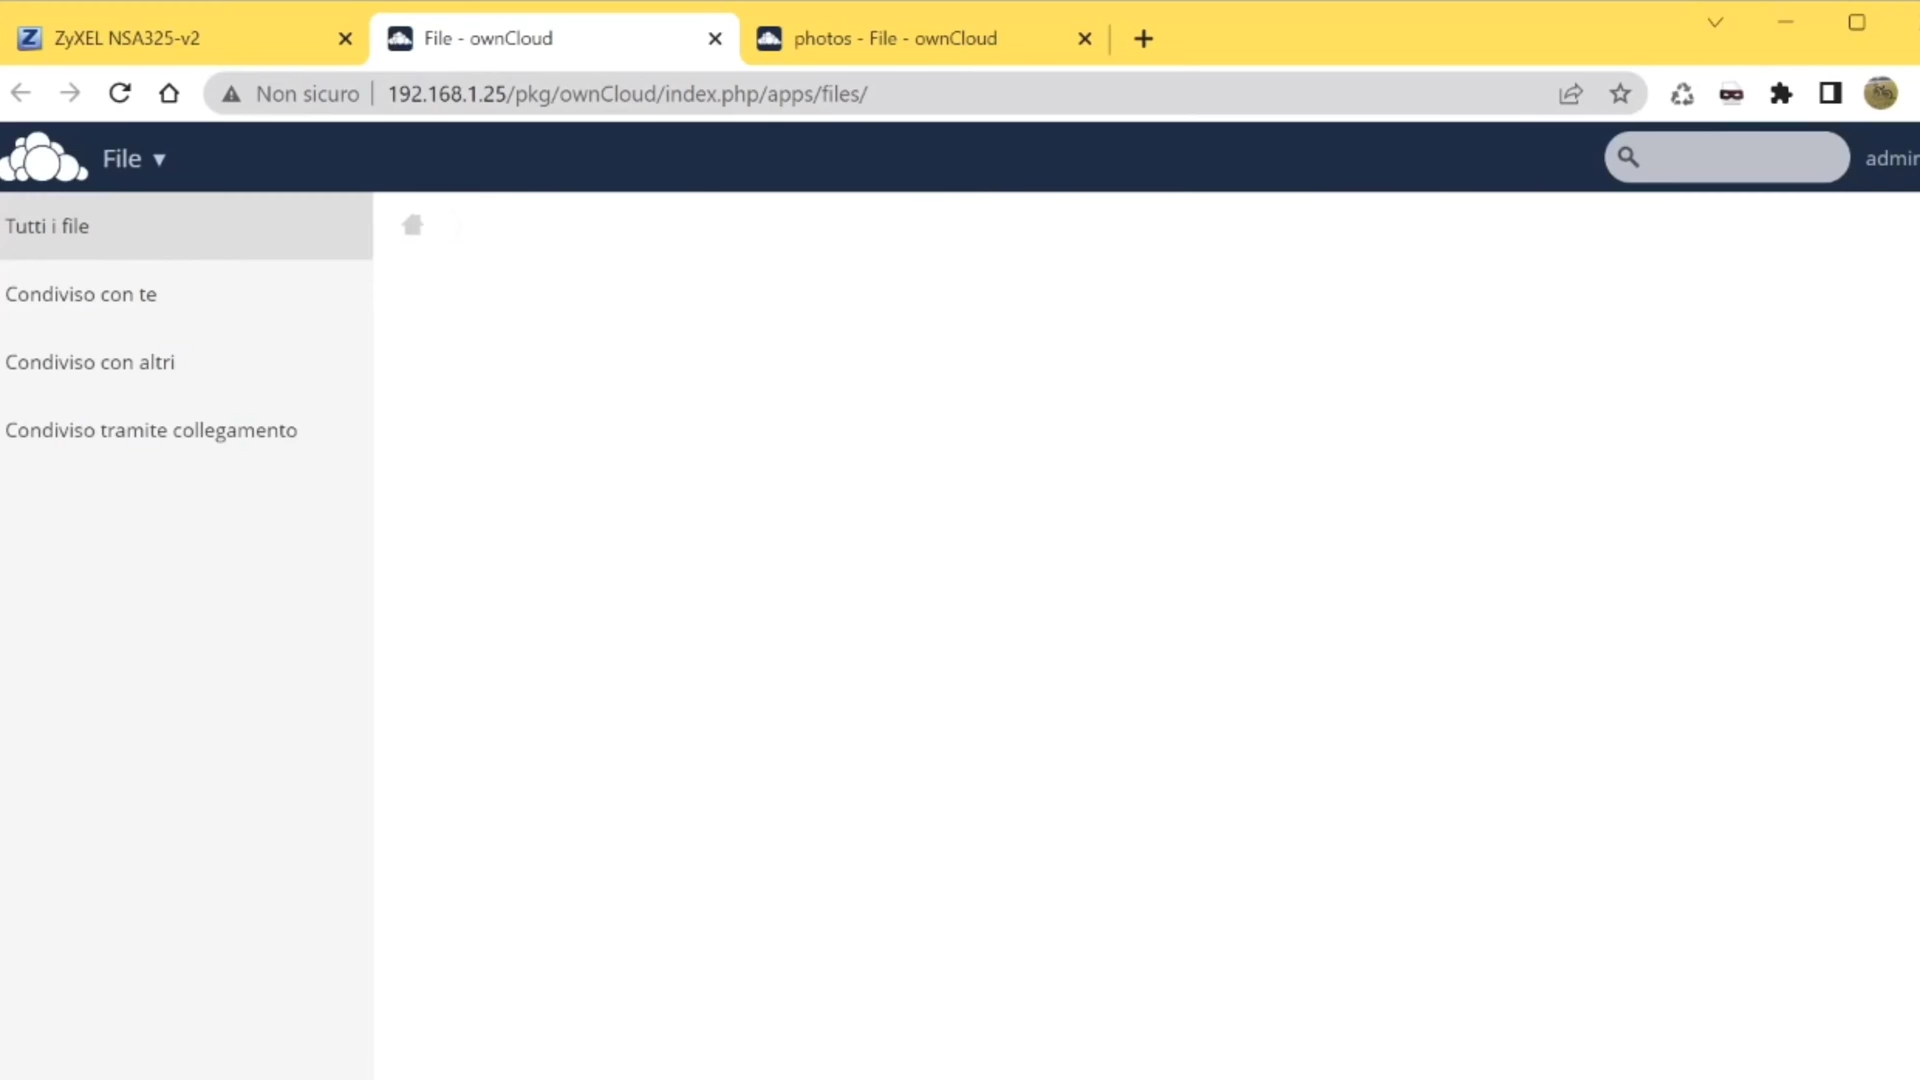 ZyXEL NSA325-v2
File - ownCloud
photos - File - ownCloud
Non sicuro
192.168.1.25/pkg/ownCloud/index.php/apps/files/
File
admin
Tutti i file
Condiviso con te
Condiviso con altri
Condiviso tramite collegamento